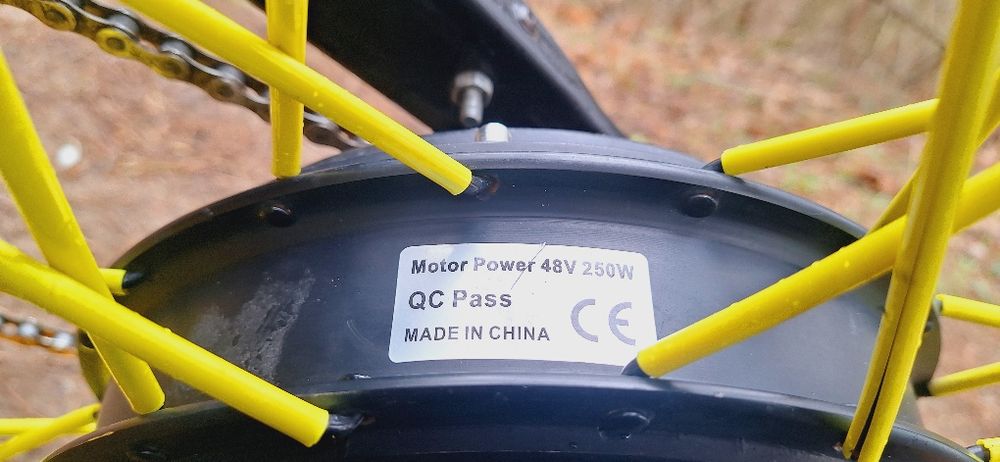 Motor Power 48V 250W
QC Pass
MADE IN CHINA
CE